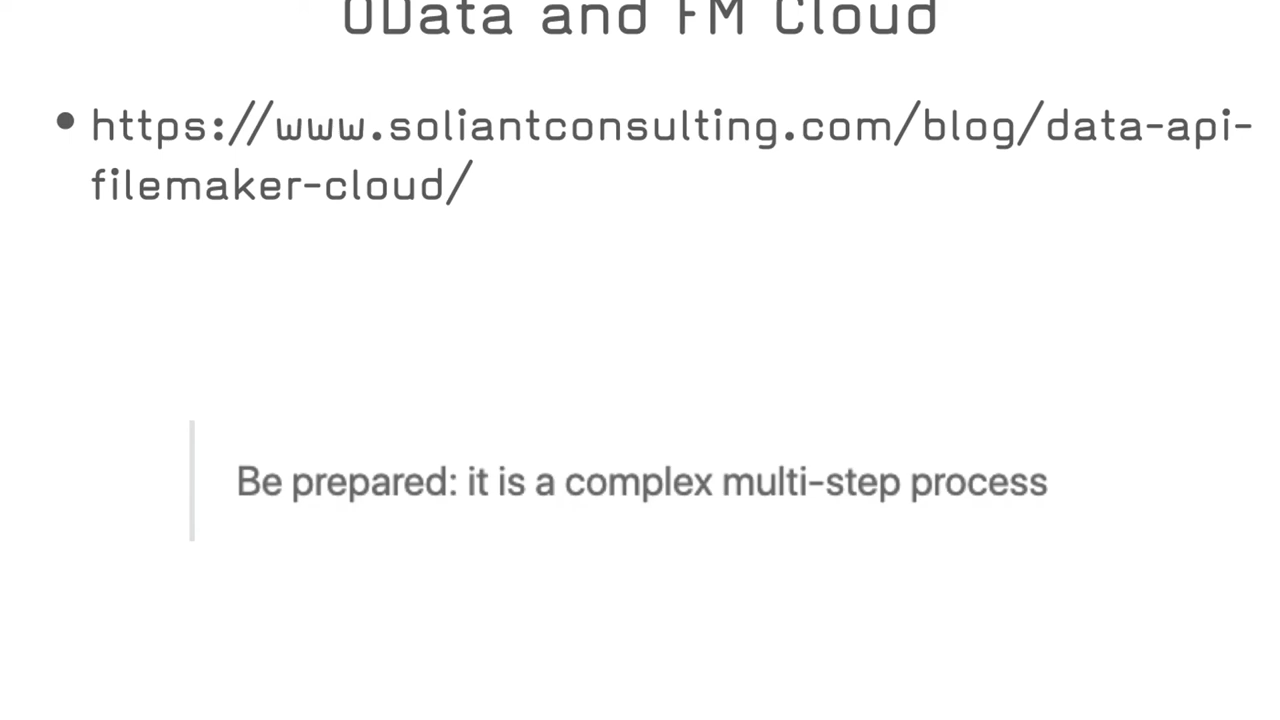 OData and FM Cloud
• https://www.soliantconsulting.com/blog/data-api-
filemaker-cloud/
Be prepared: it is a complex multi-step process